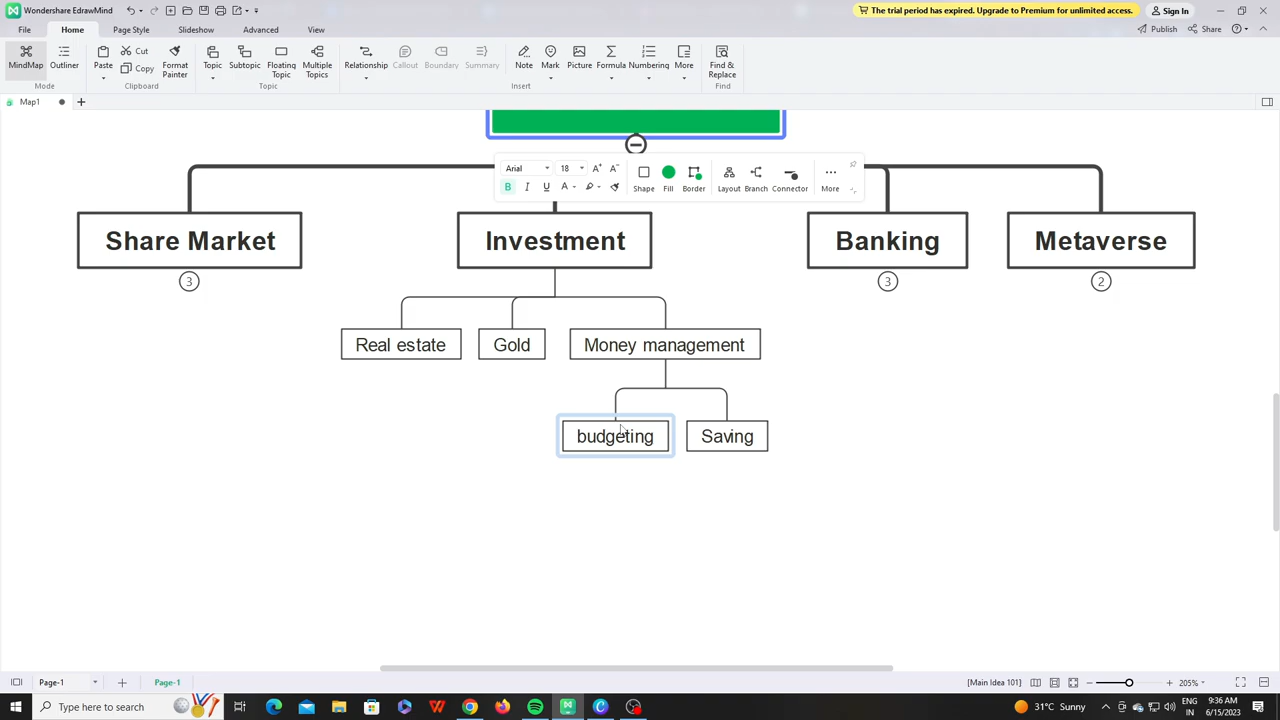 Wondershare EdrawMind
The trial period has expired. Upgrade to Premium for unlimited access.
Sign In
File Home Page Style Slideshow Advanced View
Publish Share
MindMap Outliner Paste Cut Copy Format Painter Topic Subtopic Floating Topic Multiple Topics Relationship Callout Boundary Summary Note Mark Picture Formula Numbering More Find & Replace
Mode Clipboard Topic Insert Find
Map1
Arial 18 A+ A-
B I U A
Shape Fill Border Layout Branch Connector More
Share Market Investment Banking Metaverse
3 3 2
Real estate Gold Money management
budgeting Saving
Page-1 Page-1 [Main Idea 101] 205%
Type here to search
31°C Sunny
ENG IN
9:36 AM
6/15/2023